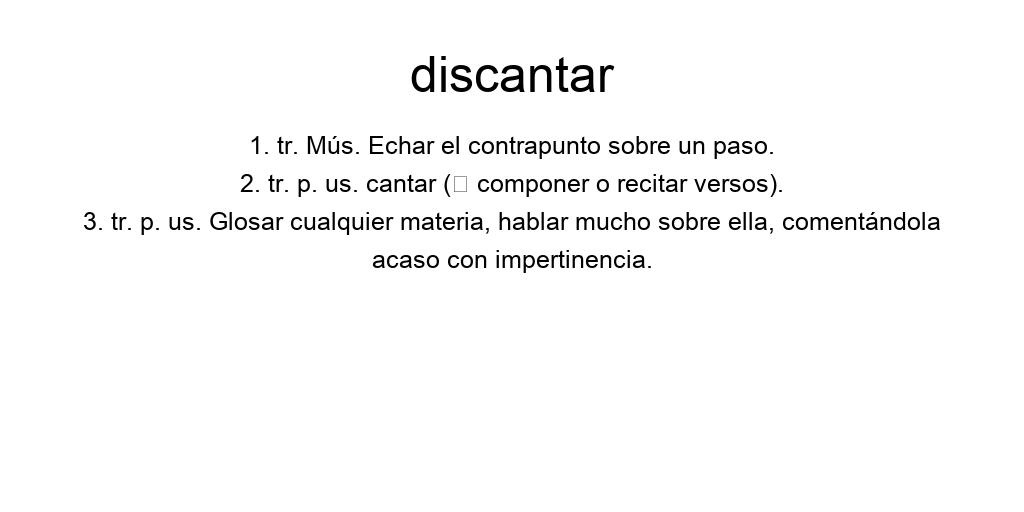 discantar
1. tr. Mús. Echar el contrapunto sobre un paso.
2. tr. p. us. cantar (□ componer o recitar versos).
3. tr. p. us. Glosar cualquier materia, hablar mucho sobre ella, comentándola
acaso con impertinencia.